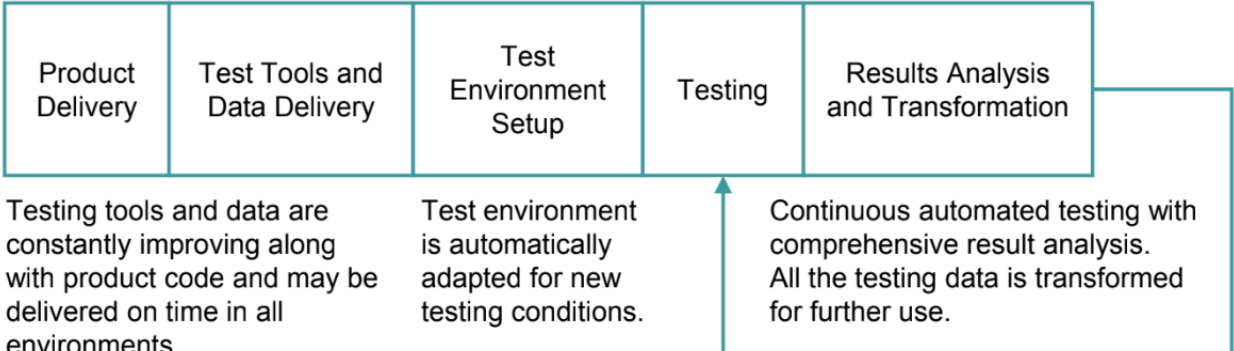 Product
Delivery
Test Tools and
Data Delivery
Test
Environment
Setup
Testing
Results Analysis
and Transformation
Testing tools and data are
constantly improving along
with product code and may be
delivered on time in all
environments
Test environment
is automatically
adapted for new
testing conditions.
Continuous automated testing with
comprehensive result analysis.
All the testing data is transformed
for further use.